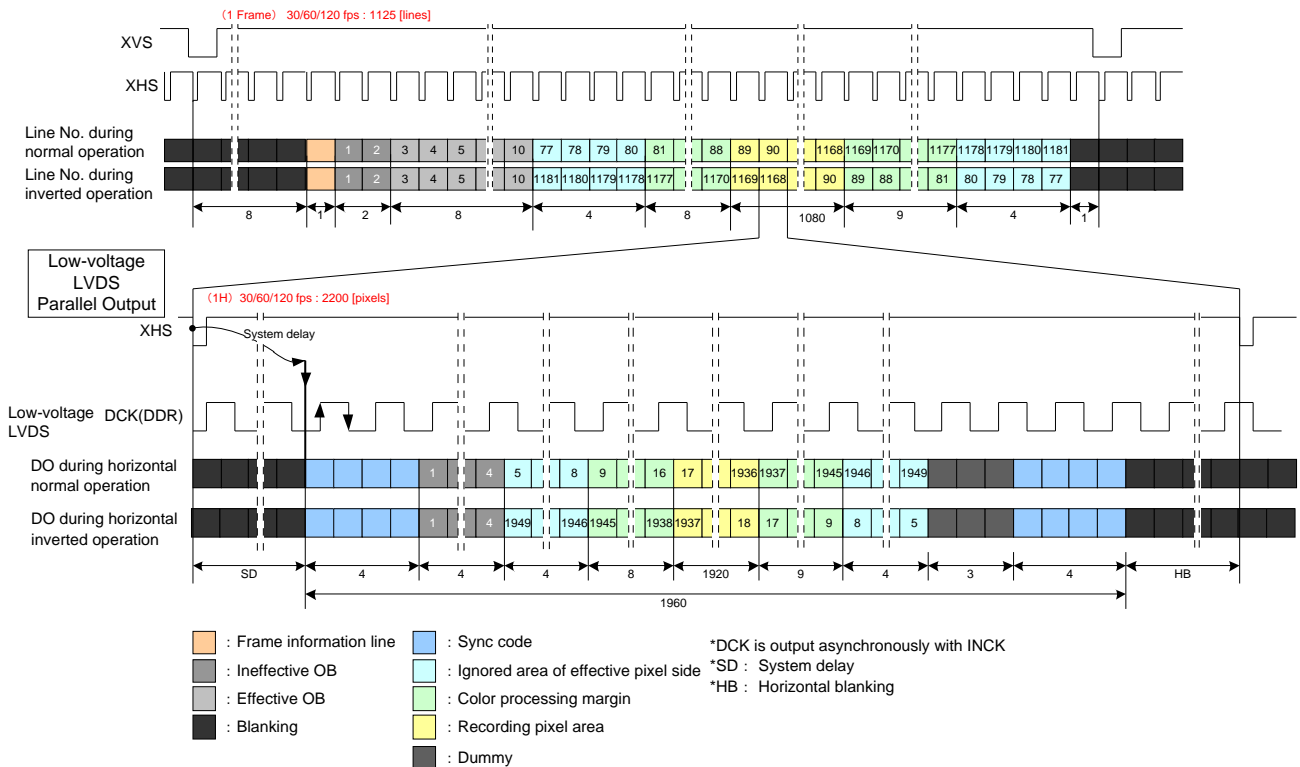 （1 Frame） 30/60/120 fps : 1125 [lines]
XVS
XHS
Line No. during normal operation
1 2 3 4 5 10 77 78 79 80 81 88 89 90 1168 1169 1170 1177 1178 1179 1180 1181
Line No. during inverted operation
1 2 3 4 5 10 1181 1180 1179 1178 1177 1170 1169 1168 90 89 88 81 80 79 78 77
8 1 2 8 4 8 1080 9 4 1
Low-voltage
LVDS
Parallel Output
（1H）30/60/120 fps : 2200 [pixels]
XHS
System delay
Low-voltage LVDS
DCK(DDR)
DO during horizontal normal operation
1 4 5 8 9 16 17 1936 1937 1945 1946 1949
DO during horizontal inverted operation
1 4 1949 1946 1945 1938 1937 18 17 9 8 5
SD 4 4 4 8 1920 9 4 3 4 HB
1960
: Frame information line
: Ineffective OB
: Effective OB
: Blanking
: Sync code
: Ignored area of effective pixel side
: Color processing margin
: Recording pixel area
: Dummy
*DCK is output asynchronously with INCK
*SD : System delay
*HB : Horizontal blanking